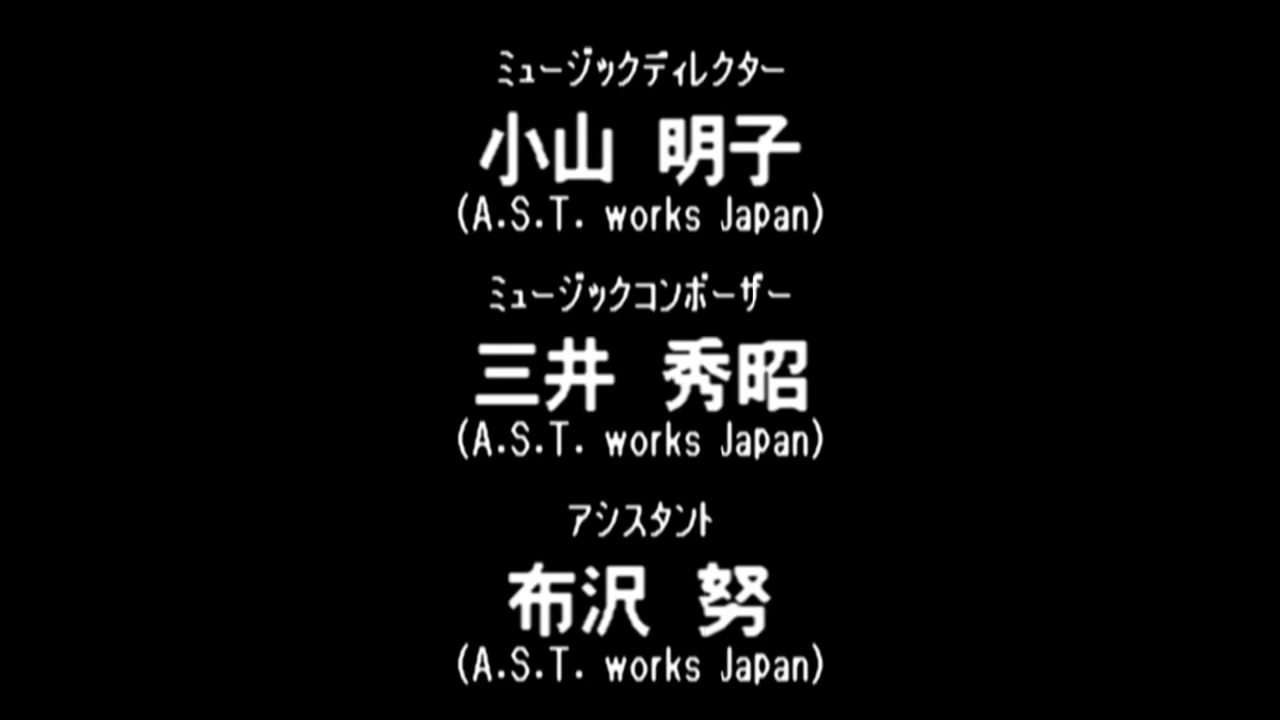 ミュージックディレクター
小山 明子
(A.S.T. works Japan)
ミュージックコンポーザー
三井 秀昭
(A.S.T. works Japan)
アシスタント
布沢 努
(A.S.T. works Japan)